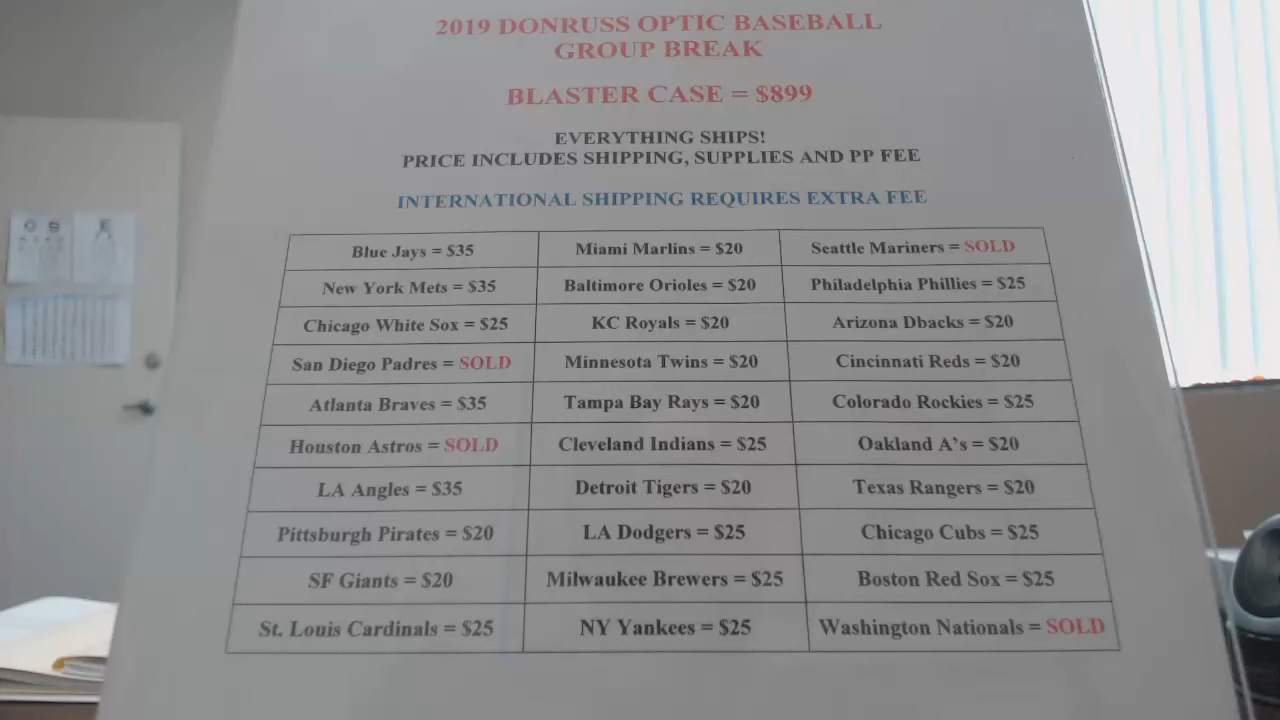 2019 DONRUSS OPTIC BASEBALL
GROUP BREAK
BLASTER CASE = $899
EVERYTHING SHIPS!
PRICE INCLUDES SHIPPING, SUPPLIES AND PP FEE
INTERNATIONAL SHIPPING REQUIRES EXTRA FEE
Blue Jays = $35 Miami Marlins = $20 Seattle Mariners = SOLD
New York Mets = $35 Baltimore Orioles = $20 Philadelphia Phillies = $25
Chicago White Sox = $25 KC Royals = $20 Arizona Dbacks = $20
San Diego Padres = SOLD Minnesota Twins = $20 Cincinnati Reds = $20
Atlanta Braves = $35 Tampa Bay Rays = $20 Colorado Rockies = $25
Houston Astros = SOLD Cleveland Indians = $25 Oakland A's = $20
LA Angles = $35 Detroit Tigers = $20 Texas Rangers = $20
Pittsburgh Pirates = $20 LA Dodgers = $25 Chicago Cubs = $25
SF Giants = $20 Milwaukee Brewers = $25 Boston Red Sox = $25
St. Louis Cardinals = $25 NY Yankees = $25 Washington Nationals = SOLD